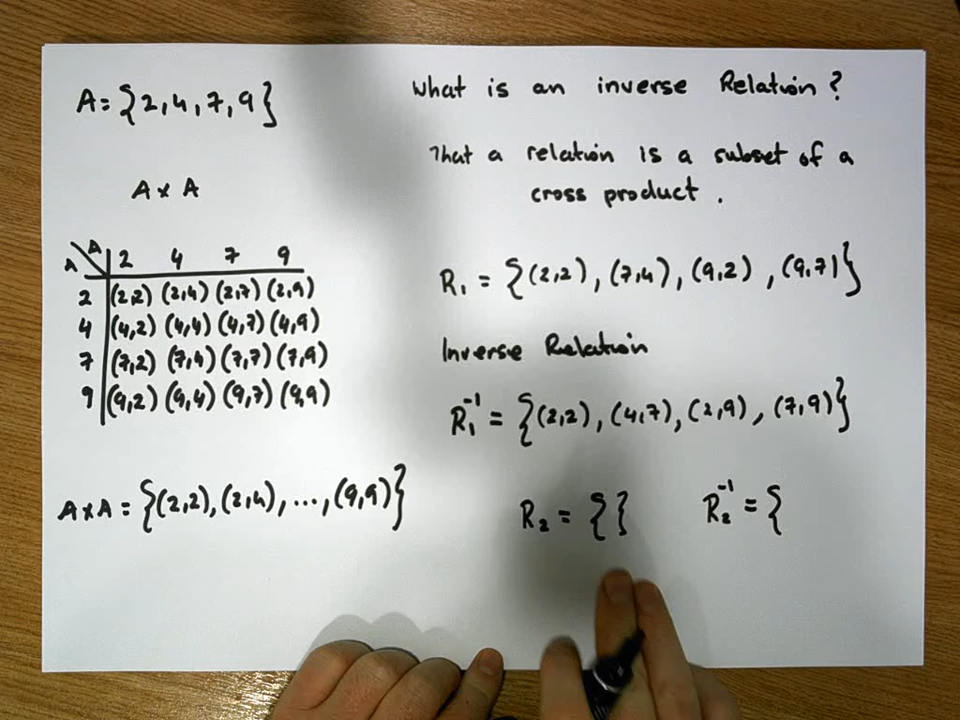 A = {2, 4, 7, 9}
A x A
A A 2 4 7 9
2 (2,2) (2,4) (2,7) (2,9)
4 (4,2) (4,4) (4,7) (4,9)
7 (7,2) (7,4) (7,7) (7,9)
9 (9,2) (9,4) (9,7) (9,9)
A x A = {(2,2), (2,4), ..., (9,9)}
What is an inverse Relation?
That a relation is a subset of a
cross product.
R₁ = {(2,2), (7,4), (9,2), (9,7)}
Inverse Relation
R₁⁻¹ = {(2,2), (4,7), (2,9), (7,9)}
R₂ = {} R₂⁻¹ = {